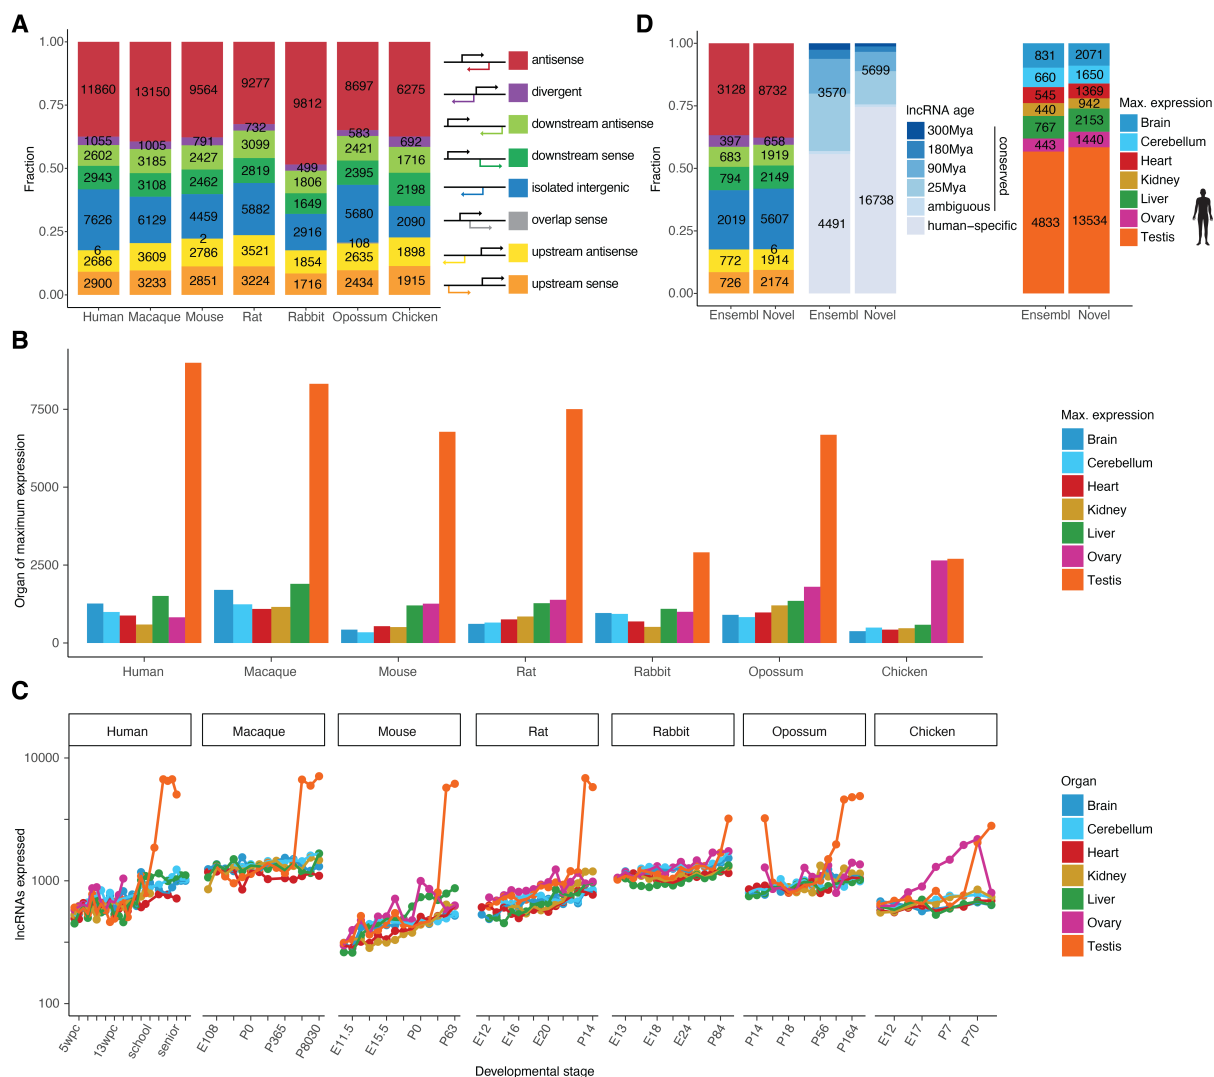 A
1.00
0.75
0.50
0.25
0.00
Fraction
11860
1055
2602
2943
7626
6
2686
2900
13150
1005
3185
3108
6129
3609
3233
9564
791
2427
2462
4459
2
2786
2851
9277
732
3099
2819
5882
3521
3224
9812
499
1806
1649
2916
1854
1716
8697
583
2421
2395
5680
108
2635
2434
6275
692
1716
2198
2090
1898
1915
Human Macaque Mouse Rat Rabbit Opossum Chicken
antisense
divergent
downstream antisense
downstream sense
isolated intergenic
overlap sense
upstream antisense
upstream sense
D
1.00
0.75
0.50
0.25
0.00
Fraction
3128
397
683
794
2019
772
726
8732
658
1919
2149
5607
6
1914
2174
3570
4491
5699
16738
lncRNA age
300Mya
180Mya
90Mya
25Mya
ambiguous
human−specific
conserved
831
660
545
440
767
443
4833
2071
1650
1369
942
2153
1440
13534
Ensembl Novel Ensembl Novel Ensembl Novel
Max. expression
Brain
Cerebellum
Heart
Kidney
Liver
Ovary
Testis
B
7500
5000
2500
0
Organ of maximum expression
Human Macaque Mouse Rat Rabbit Opossum Chicken
Max. expression
Brain
Cerebellum
Heart
Kidney
Liver
Ovary
Testis
C
Human Macaque Mouse Rat Rabbit Opossum Chicken
10000
1000
100
lncRNAs expressed
5wpc 13wpc school senior
E108 P0 P365 P8030
E11.5 E15.5 P0 P63
E12 E16 E20 P14
E13 E18 E24 P84
P14 P18 P56 P164
E12 E17 P7 P70
Developmental stage
Organ
Brain
Cerebellum
Heart
Kidney
Liver
Ovary
Testis